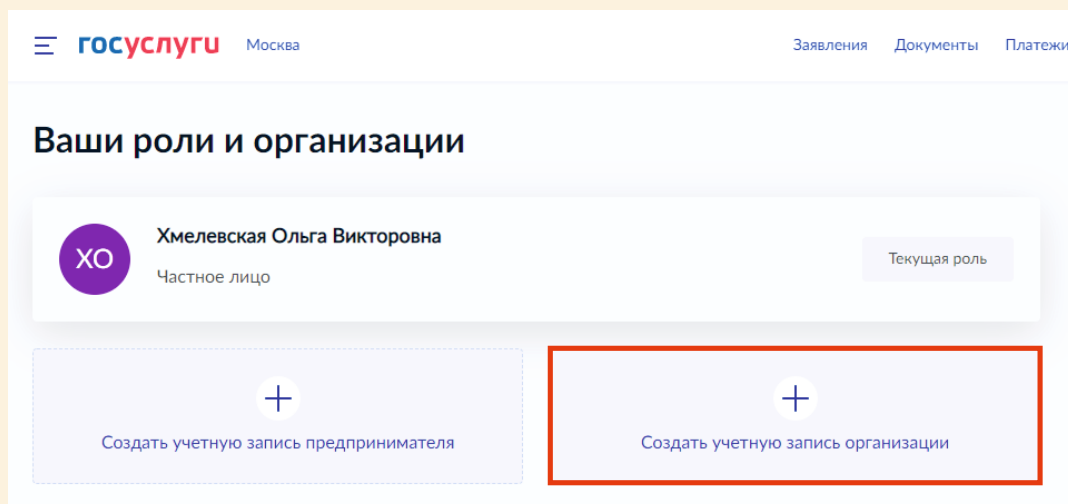 госуслуги Москва Заявления Документы Платежи
Ваши роли и организации
Хмелевская Ольга Викторовна
ХО
Частное лицо
Текущая роль
Создать учетную запись предпринимателя
Создать учетную запись организации